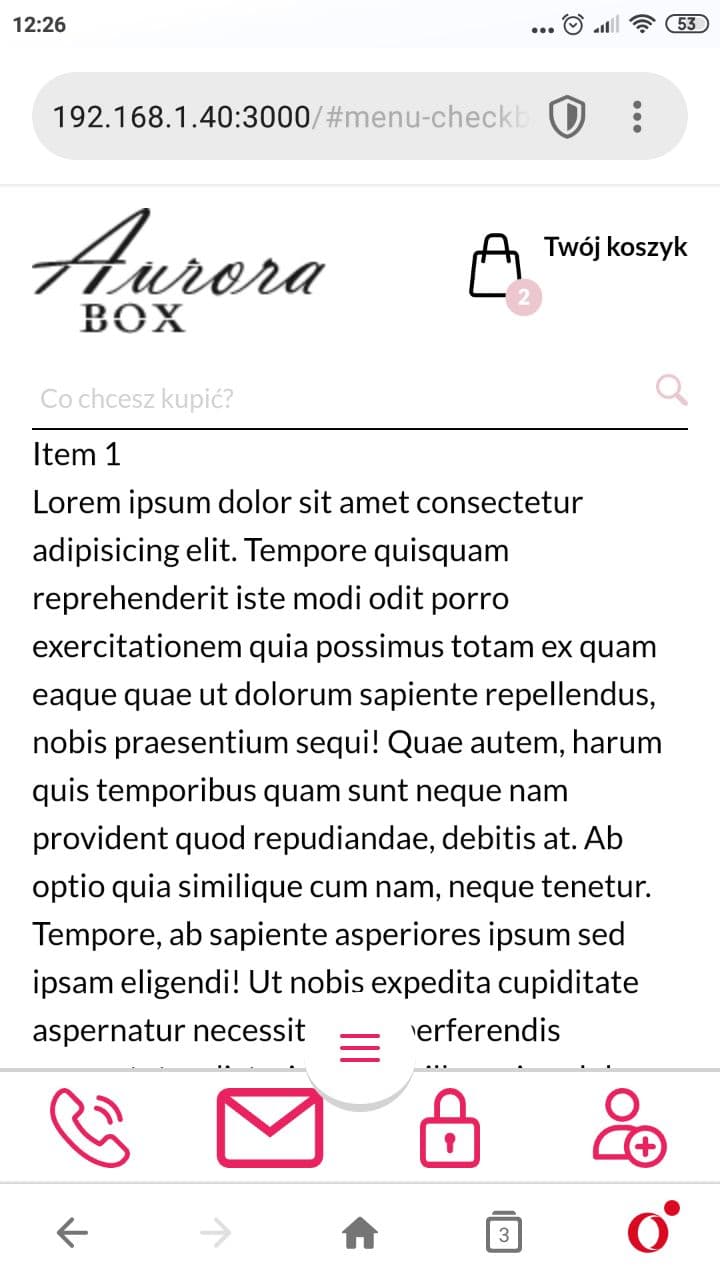 12:26
53
192.168.1.40:3000/#menu-checkb
Aurora
BOX
Twój koszyk
2
Co chcesz kupić?
Item 1
Lorem ipsum dolor sit amet consectetur
adipisicing elit. Tempore quisquam
reprehenderit iste modi odit porro
exercitationem quia possimus totam ex quam
eaque quae ut dolorum sapiente repellendus,
nobis praesentium sequi! Quae autem, harum
quis temporibus quam sunt neque nam
provident quod repudiandae, debitis at. Ab
optio quia similique cum nam, neque tenetur.
Tempore, ab sapiente asperiores ipsum sed
ipsam eligendi! Ut nobis expedita cupiditate
aspernatur necessit erferendis
3